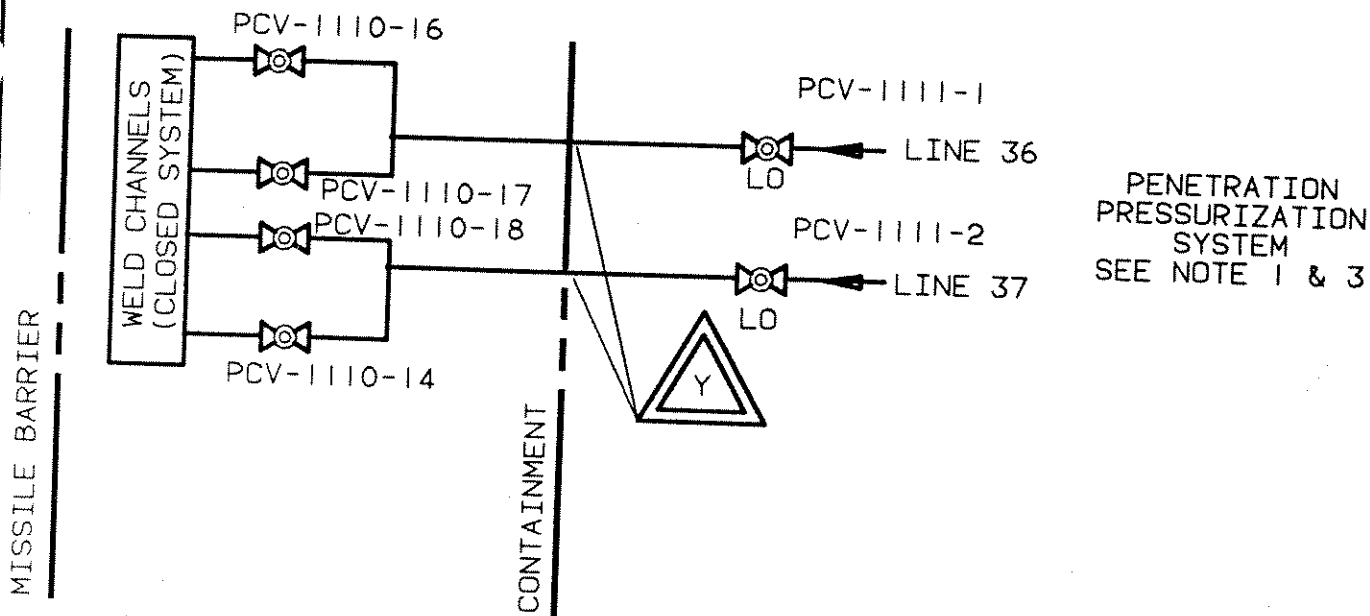 PCV-1110-16
PCV-1111-1
LINE 36
LO
WELD CHANNELS
(CLOSED SYSTEM)
PCV-1110-17
PCV-1110-18
PCV-1111-2
LINE 37
LO
PENETRATION
PRESSURIZATION
SYSTEM
SEE NOTE 1 & 3
PCV-1110-14
Y
MISSILE BARRIER
CONTAINMENT